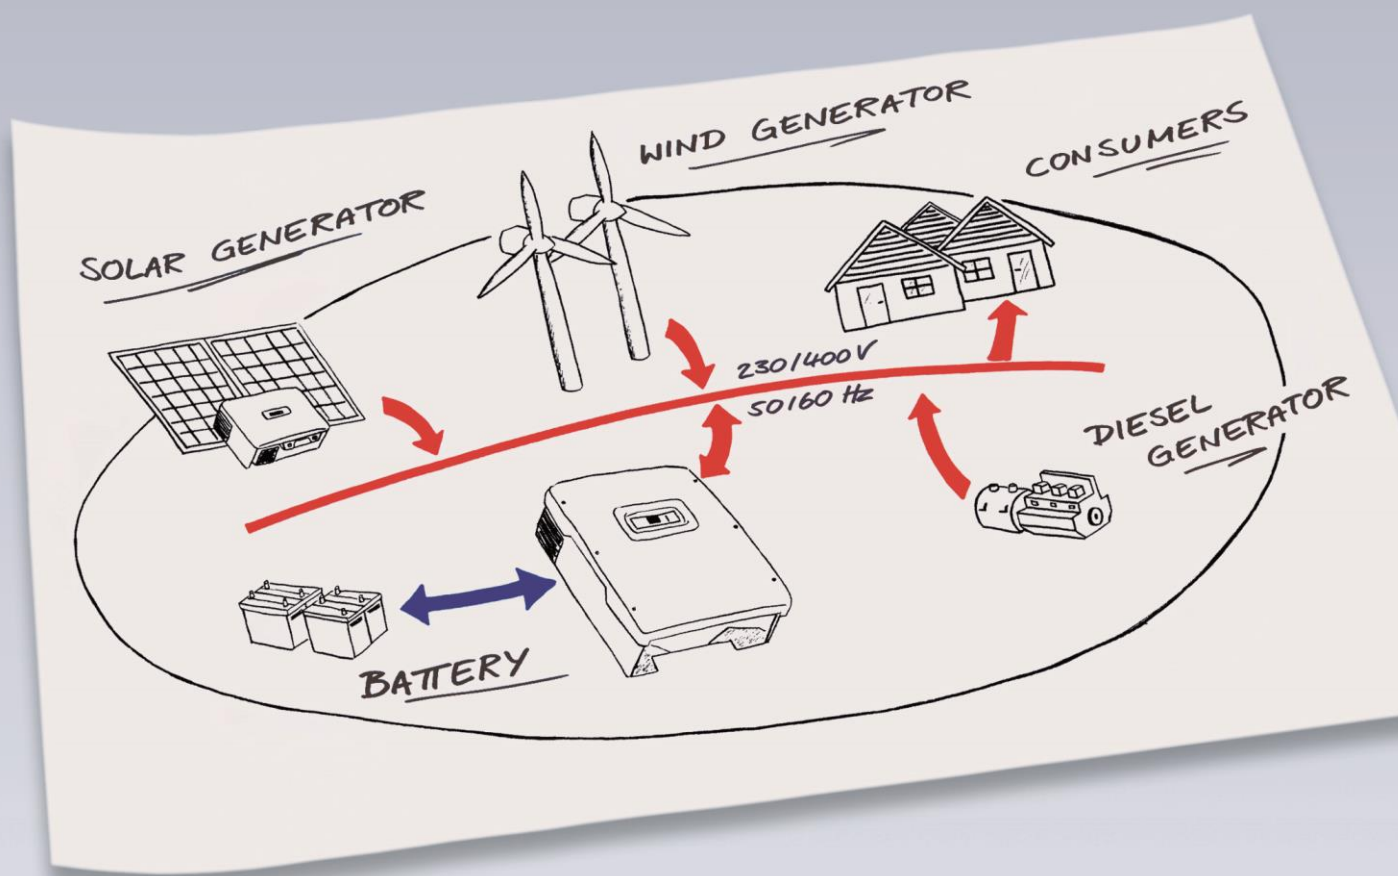 WIND GENERATOR
CONSUMERS
SOLAR GENERATOR
230/400V
50/60 Hz
DIESEL
GENERATOR
BATTERY